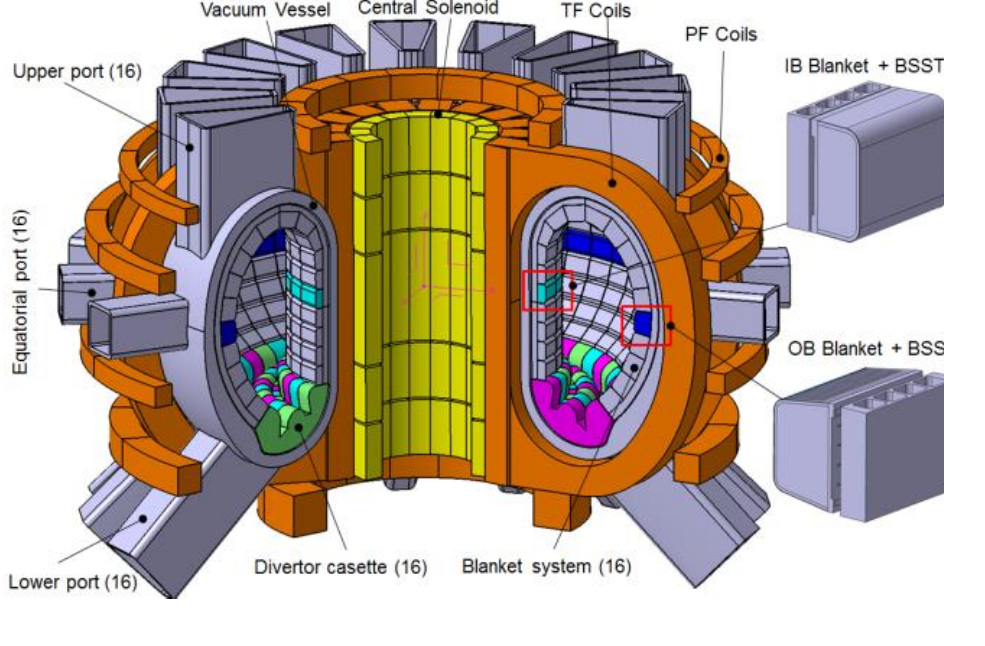 Vacuum Vessel
Central Solenoid
TF Coils
PF Coils
Upper port (16)
IB Blanket + BSST
Equatorial port (16)
OB Blanket + BSS
Divertor casette (16)
Blanket system (16)
Lower port (16)